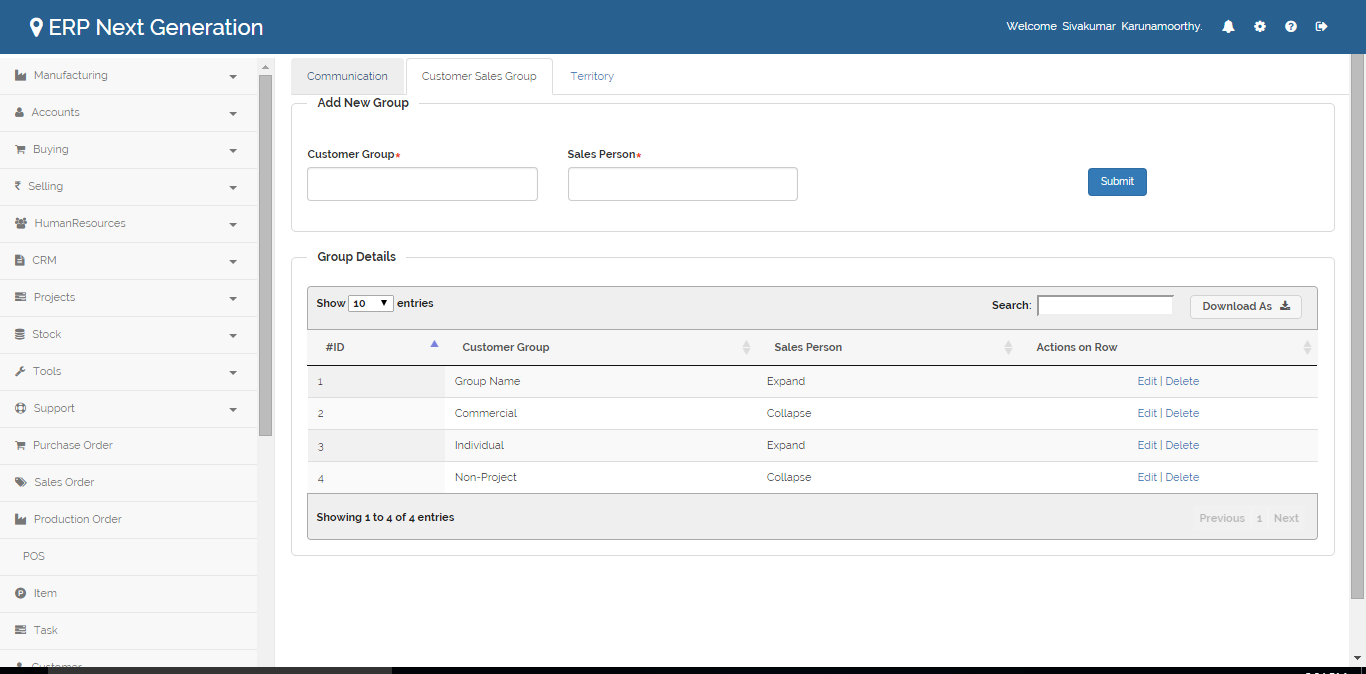 ERP Next Generation
Welcome Sivakumar Karunamoorthy.
Manufacturing
Accounts
Buying
Selling
HumanResources
CRM
Projects
Stock
Tools
Support
Purchase Order
Sales Order
Production Order
POS
Item
Task
Customer
Communication
Customer Sales Group
Territory
Add New Group
Customer Group*
Sales Person*
Submit
Group Details
Show 10 entries
Search:
Download As
#ID Customer Group Sales Person Actions on Row
1 Group Name Expand Edit | Delete
2 Commercial Collapse Edit | Delete
3 Individual Expand Edit | Delete
4 Non-Project Collapse Edit | Delete
Showing 1 to 4 of 4 entries
Previous 1 Next